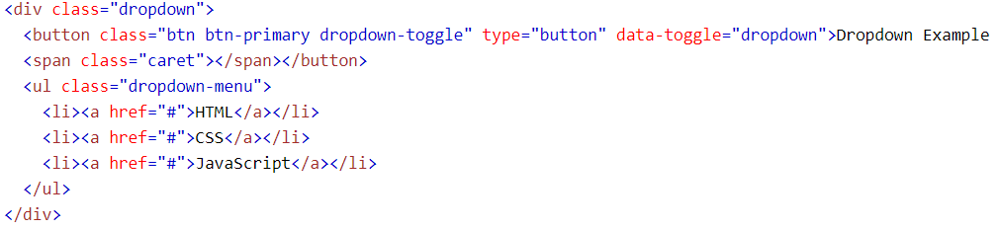 <div class="dropdown">
  <button class="btn btn-primary dropdown-toggle" type="button" data-toggle="dropdown">Dropdown Example
  <span class="caret"></span></button>
  <ul class="dropdown-menu">
    <li><a href="#">HTML</a></li>
    <li><a href="#">CSS</a></li>
    <li><a href="#">JavaScript</a></li>
  </ul>
</div>